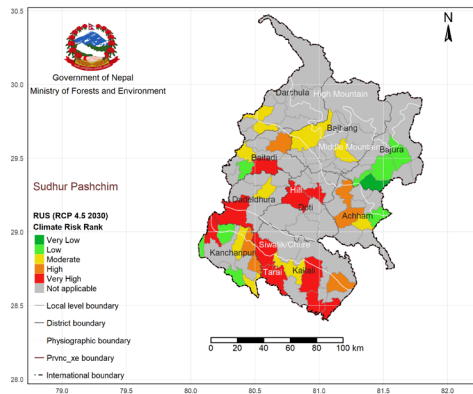 30.5
30.0
29.5
29.0
28.5
28.0
N
Government of Nepal
Ministry of Forests and Environment
Sudhur Pashchim
RUS (RCP 4.5 2030)
Climate Risk Rank
Very Low
Low
Moderate
High
Very High
Not applicable
Local level boundary
District boundary
Physiographic boundary
Prvnc_xe boundary
International boundary
Darchula
High Mountain
Bajhang
Middle Mountain
Bajura
Baitadi
Dadeldhura
Hill
Doti
Achham
Siwalik/Chure
Kanchanpur
Tarai
Kailali
0 20 40 60 80 100 km
79.0 79.5 80.0 80.5 81.0 81.5 82.0